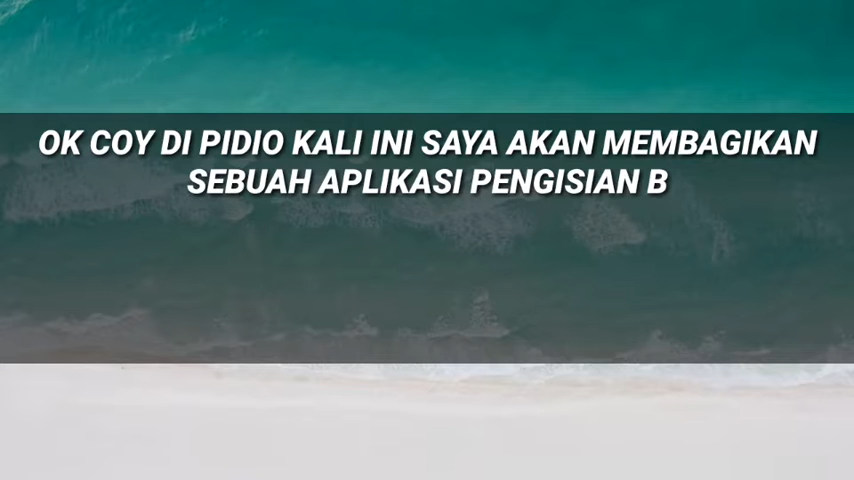 OK COY DI PIDIO KALI INI SAYA AKAN MEMBAGIKAN
SEBUAH APLIKASI PENGISIAN B